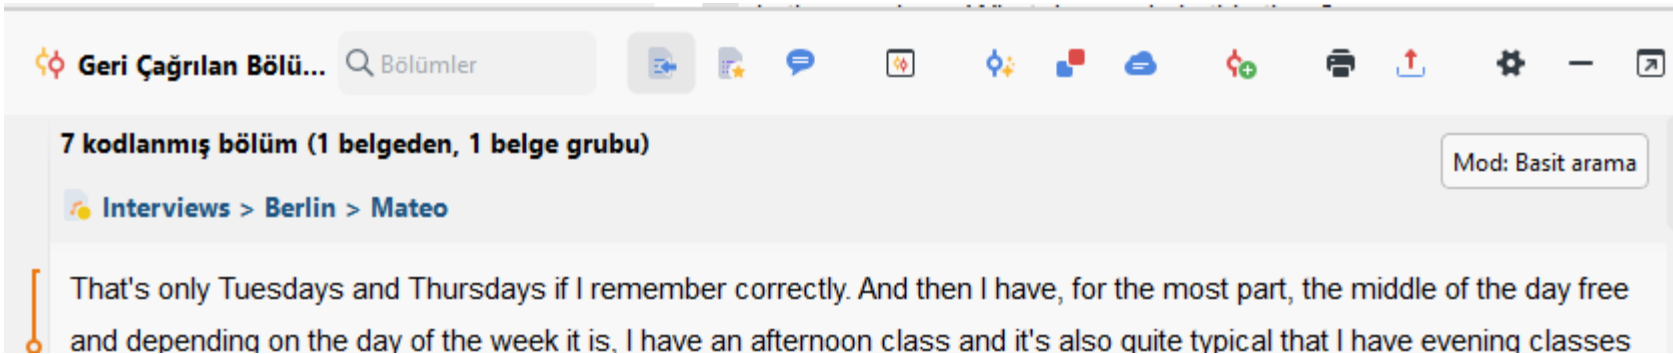 Geri Çağrılan Bölü... Bölümler
7 kodlanmış bölüm (1 belgeden, 1 belge grubu)
Mod: Basit arama
Interviews > Berlin > Mateo
That's only Tuesdays and Thursdays if I remember correctly. And then I have, for the most part, the middle of the day free
and depending on the day of the week it is, I have an afternoon class and it's also quite typical that I have evening classes